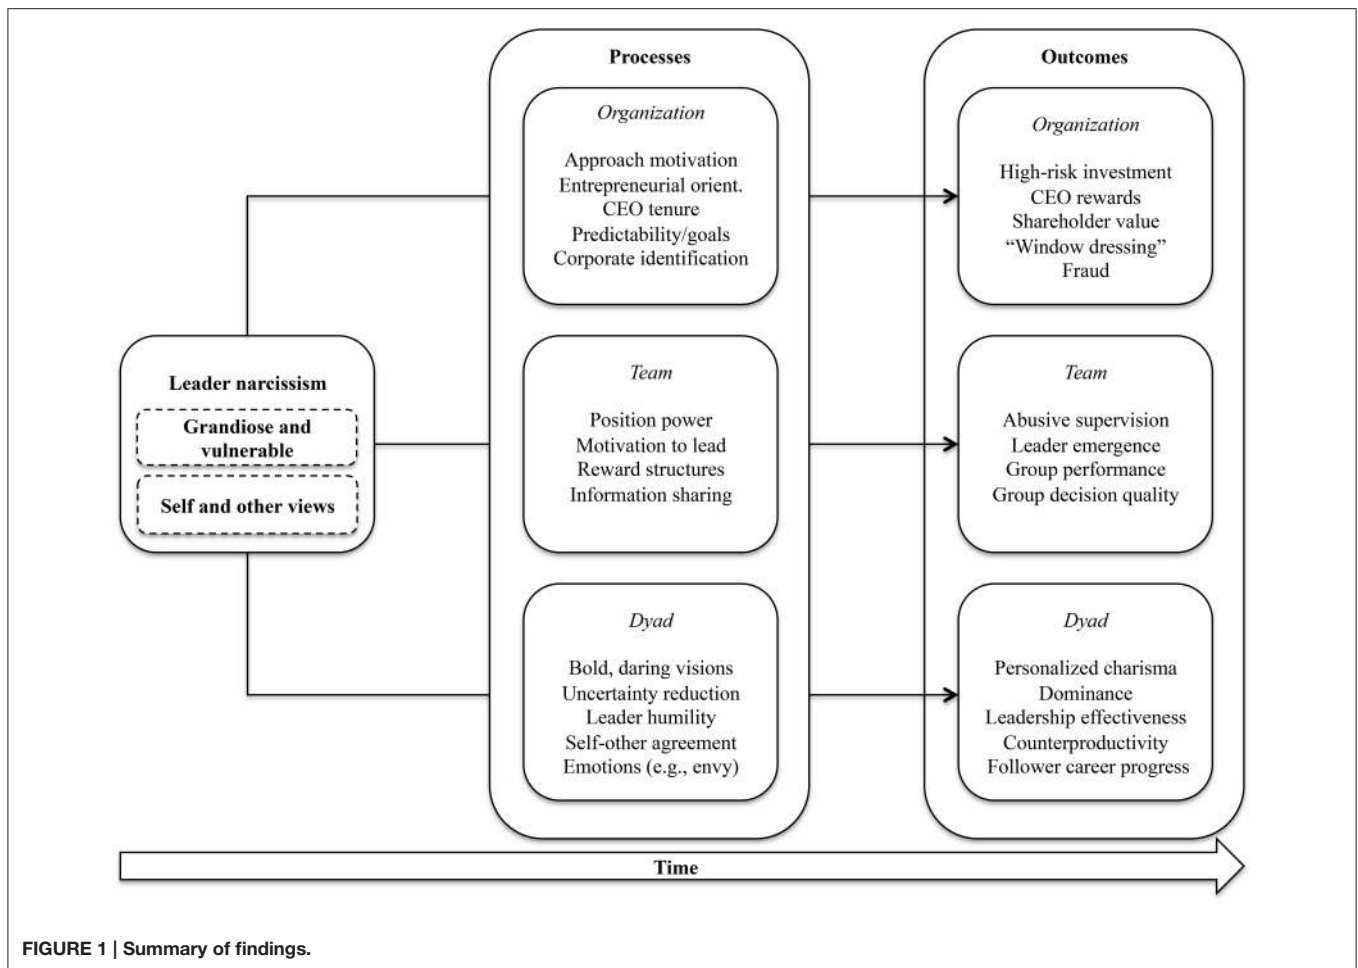 Processes
Organization
Approach motivation
Entrepreneurial orient.
CEO tenure
Predictability/goals
Corporate identification
Outcomes
Organization
High-risk investment
CEO rewards
Shareholder value
“Window dressing”
Fraud
Leader narcissism
Grandiose and
vulnerable
Self and other views
Team
Position power
Motivation to lead
Reward structures
Information sharing
Team
Abusive supervision
Leader emergence
Group performance
Group decision quality
Dyad
Bold, daring visions
Uncertainty reduction
Leader humility
Self-other agreement
Emotions (e.g., envy)
Dyad
Personalized charisma
Dominance
Leadership effectiveness
Counterproductivity
Follower career progress
Time
FIGURE 1 | Summary of findings.